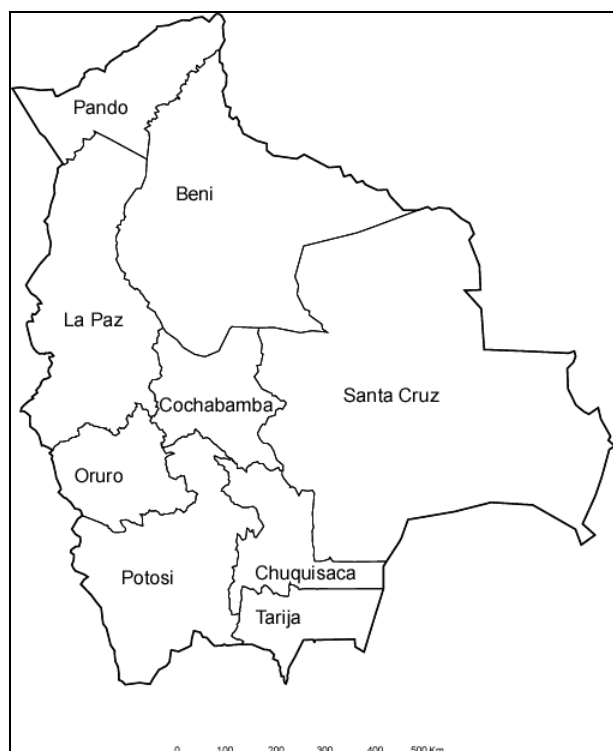 Pando
Beni
La Paz
Santa Cruz
Cochabamba
Oruro
Chuquisaca
Potosi
Tarija
0 100 200 300 400 500 Km